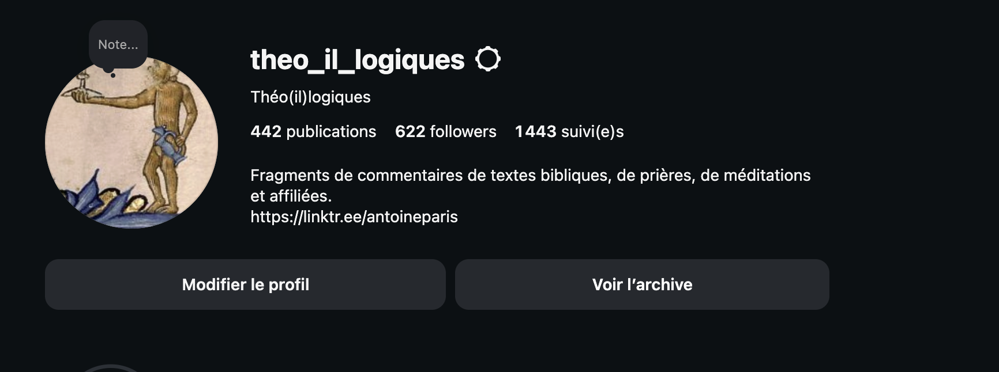 Note...
theo_il_logiques
Théo(il)logiques
442 publications 622 followers 1443 suivi(e)s
Fragments de commentaires de textes bibliques, de prières, de méditations
et affiliées.
https://linktr.ee/antoineparis
Modifier le profil Voir l’archive